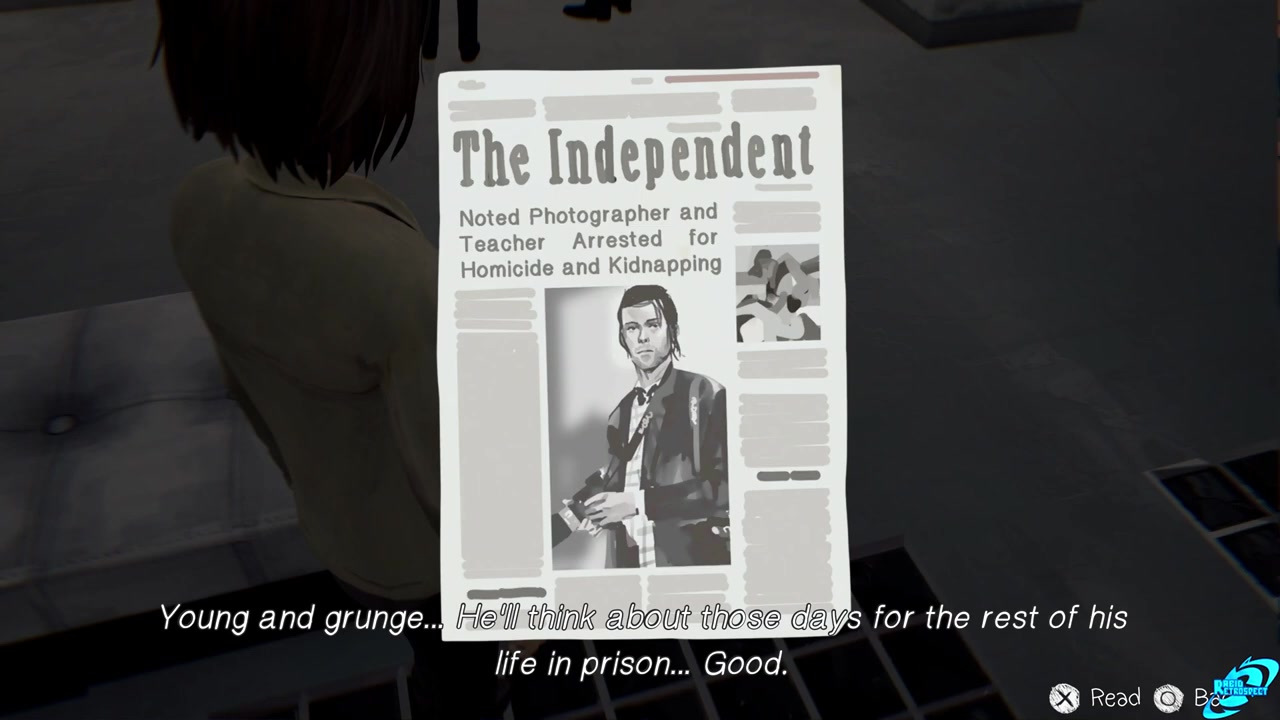 The Independent
Noted Photographer and
Teacher Arrested for
Homicide and Kidnapping
Young and grunge... He'll think about those days for the rest of his
life in prison... Good.
Read
RETROSPECT